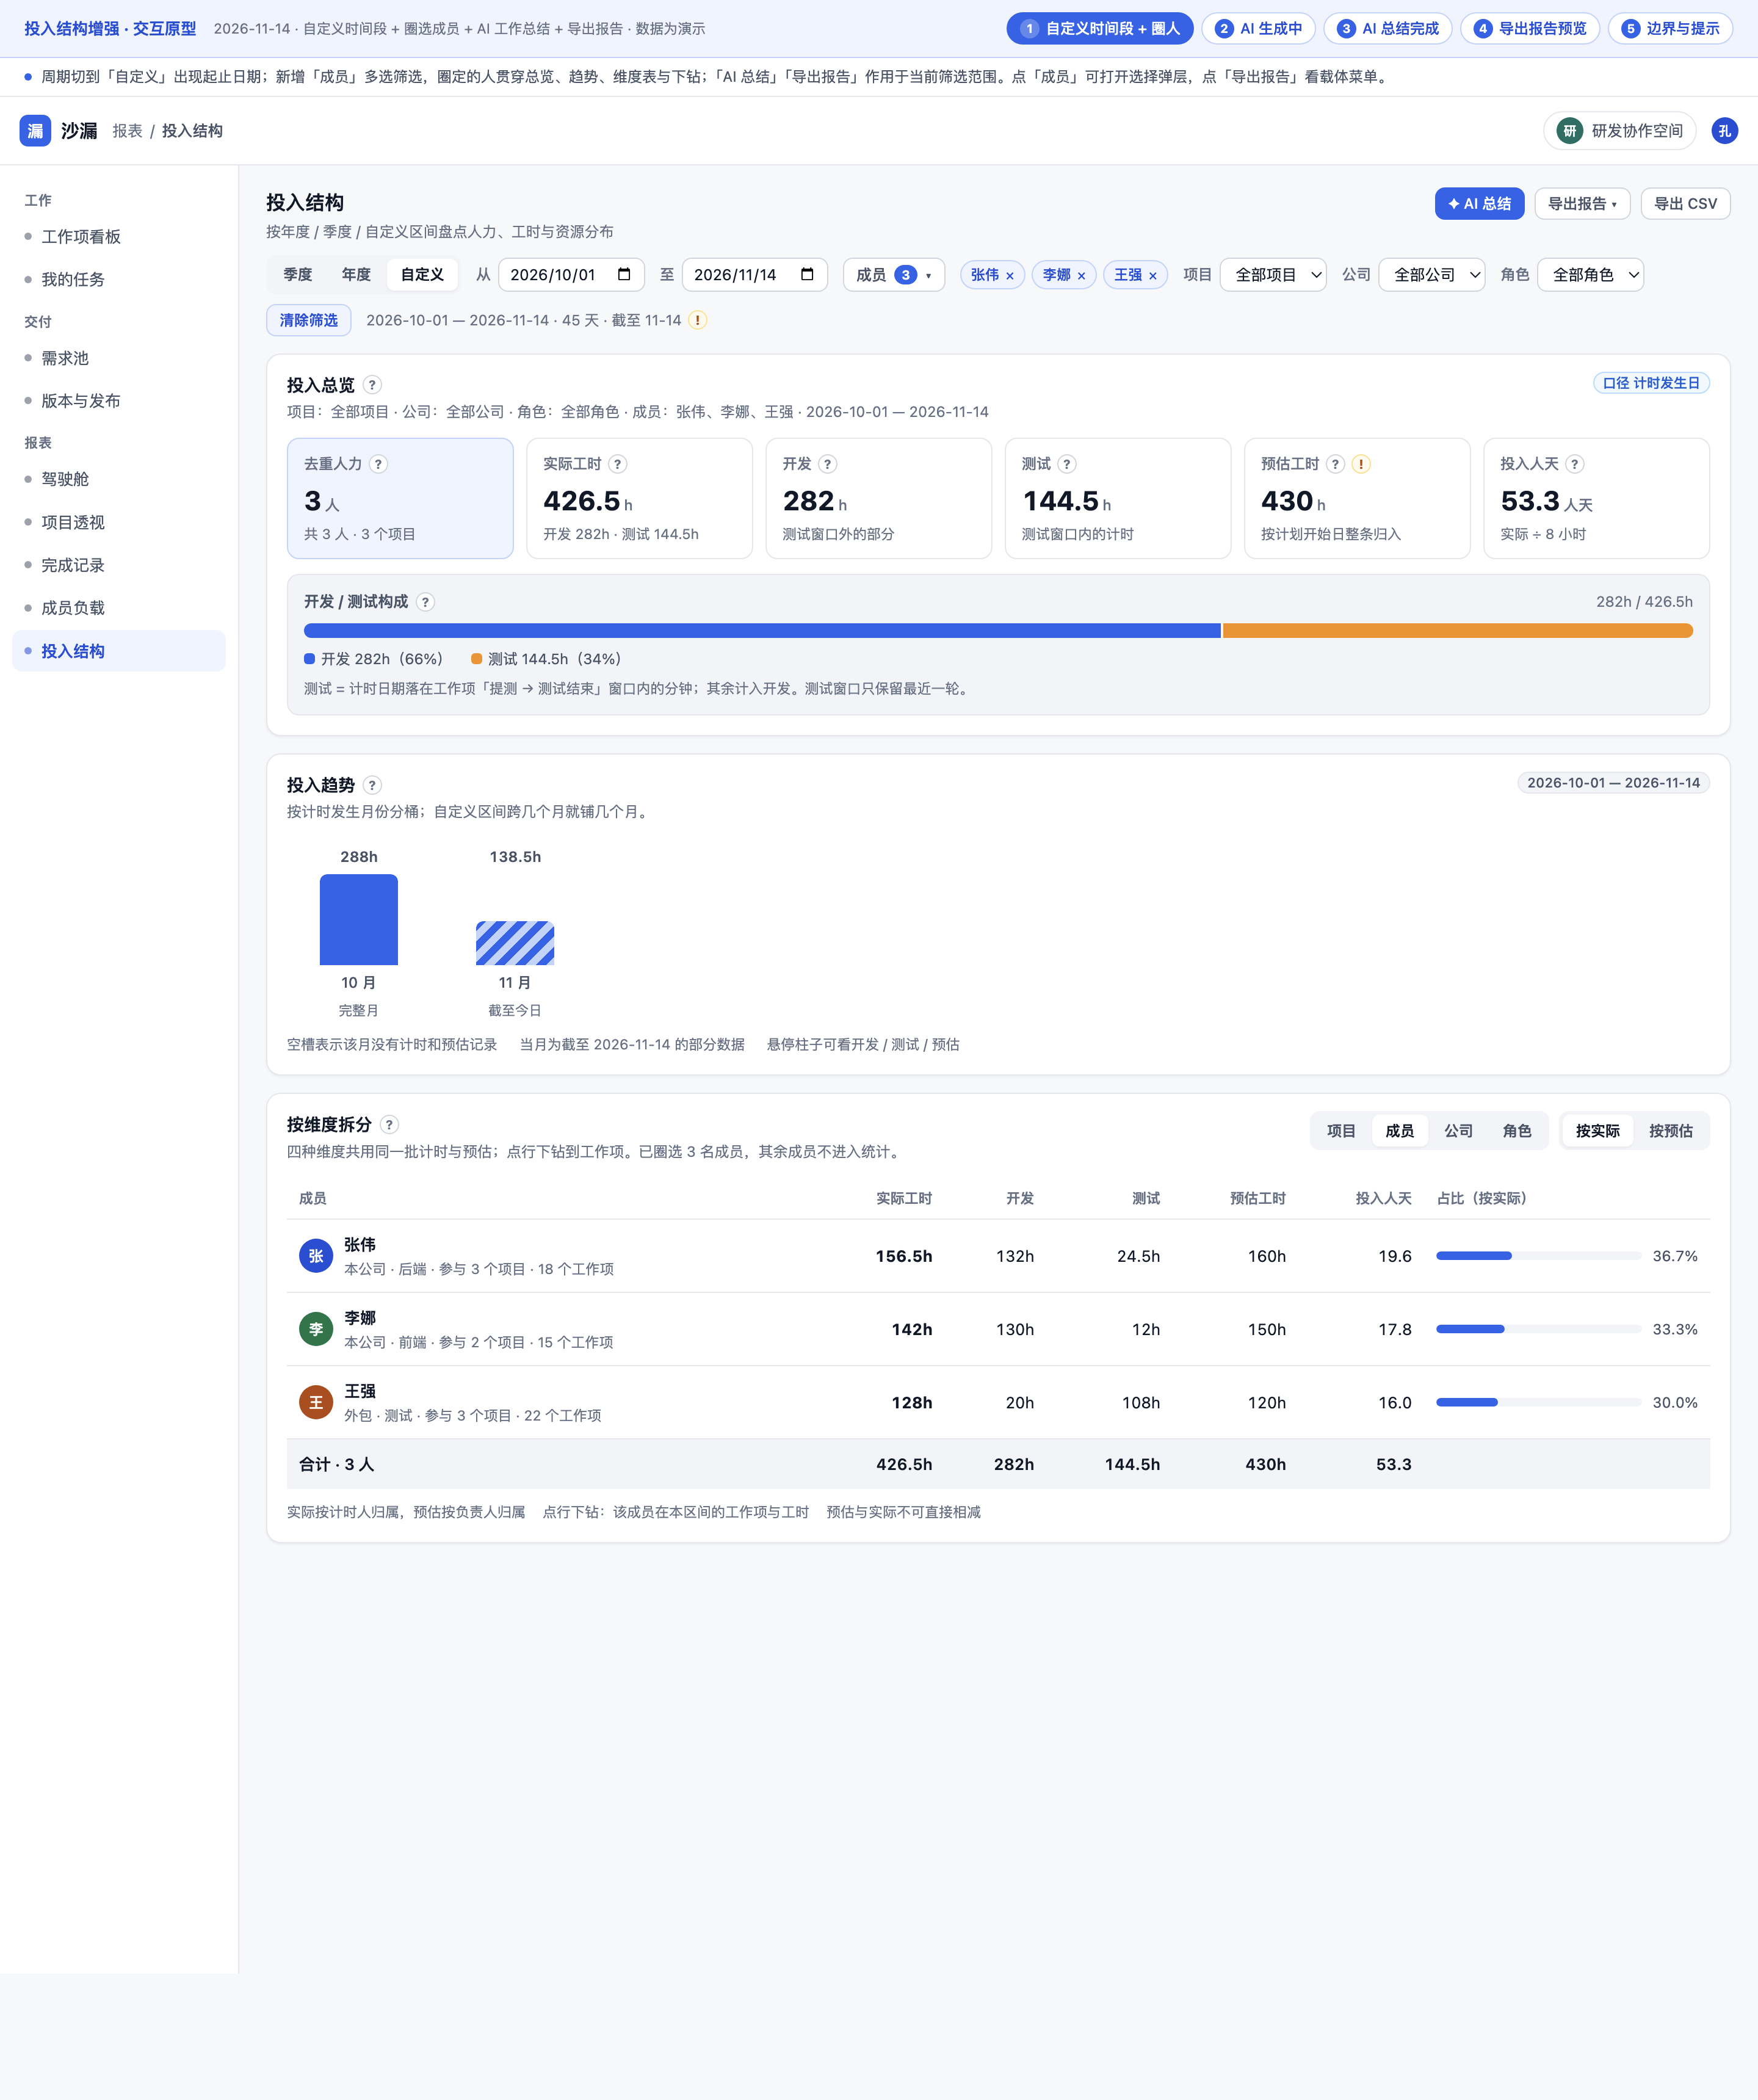 投入结构增强 · 交互原型 2026-11-14 · 自定义时间段 + 圈选成员 + AI 工作总结 + 导出报告 · 数据为演示 1 自定义时间段 + 圈人 2 AI 生成中 3 AI 总结完成 4 导出报告预览 5 边界与提示
周期切到「自定义」出现起止日期；新增「成员」多选筛选，圈定的人贯穿总览、趋势、维度表与下钻；「AI 总结」「导出报告」作用于当前筛选范围。点「成员」可打开选择弹层，点「导出报告」看载体菜单。
漏 沙漏 报表 / 投入结构 研 研发协作空间 孔
工作
工作项看板
我的任务
交付
需求池
版本与发布
报表
驾驶舱
项目透视
完成记录
成员负载
投入结构
投入结构 ✦ AI 总结 导出报告 ▾ 导出 CSV
按年度 / 季度 / 自定义区间盘点人力、工时与资源分布
季度 年度 自定义 从 2026/10/01 至 2026/11/14 成员 3 ▾ 张伟 × 李娜 × 王强 × 项目 全部项目 公司 全部公司 角色 全部角色
清除筛选 2026-10-01 — 2026-11-14 · 45 天 · 截至 11-14 !
投入总览 ? 口径 计时发生日
项目：全部项目 · 公司：全部公司 · 角色：全部角色 · 成员：张伟、李娜、王强 · 2026-10-01 — 2026-11-14
去重人力 ? 实际工时 ? 开发 ? 测试 ? 预估工时 ? ! 投入人天 ?
3 人 426.5 h 282 h 144.5 h 430 h 53.3 人天
共 3 人 · 3 个项目 开发 282h · 测试 144.5h 测试窗口外的部分 测试窗口内的计时 按计划开始日整条归入 实际 ÷ 8 小时
开发 / 测试构成 ? 282h / 426.5h
开发 282h（66%） 测试 144.5h（34%）
测试 = 计时日期落在工作项「提测 → 测试结束」窗口内的分钟；其余计入开发。测试窗口只保留最近一轮。
投入趋势 ? 2026-10-01 — 2026-11-14
按计时发生月份分桶；自定义区间跨几个月就铺几个月。
288h 138.5h
10 月 11 月
完整月 截至今日
空槽表示该月没有计时和预估记录 当月为截至 2026-11-14 的部分数据 悬停柱子可看开发 / 测试 / 预估
按维度拆分 ? 项目 成员 公司 角色 按实际 按预估
四种维度共用同一批计时与预估；点行下钻到工作项。已圈选 3 名成员，其余成员不进入统计。
成员 实际工时 开发 测试 预估工时 投入人天 占比（按实际）
张 张伟 156.5h 132h 24.5h 160h 19.6 36.7%
本公司 · 后端 · 参与 3 个项目 · 18 个工作项
李 李娜 142h 130h 12h 150h 17.8 33.3%
本公司 · 前端 · 参与 2 个项目 · 15 个工作项
王 王强 128h 20h 108h 120h 16.0 30.0%
外包 · 测试 · 参与 3 个项目 · 22 个工作项
合计 · 3 人 426.5h 282h 144.5h 430h 53.3
实际按计时人归属，预估按负责人归属 点行下钻：该成员在本区间的工作项与工时 预估与实际不可直接相减